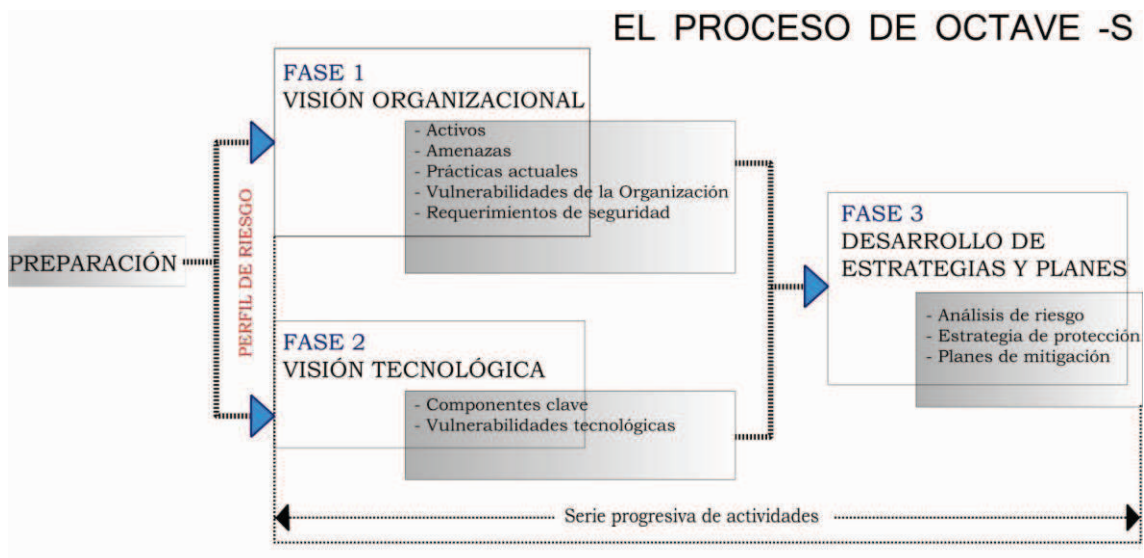 EL PROCESO DE OCTAVE -S
PREPARACIÓN
PERFIL DE RIESGO
FASE 1
VISIÓN ORGANIZACIONAL
- Activos
- Amenazas
- Prácticas actuales
- Vulnerabilidades de la Organización
- Requerimientos de seguridad
FASE 2
VISIÓN TECNOLÓGICA
- Componentes clave
- Vulnerabilidades tecnológicas
FASE 3
DESARROLLO DE
ESTRATEGIAS Y PLANES
- Análisis de riesgo
- Estrategia de protección
- Planes de mitigación
Serie progresiva de actividades